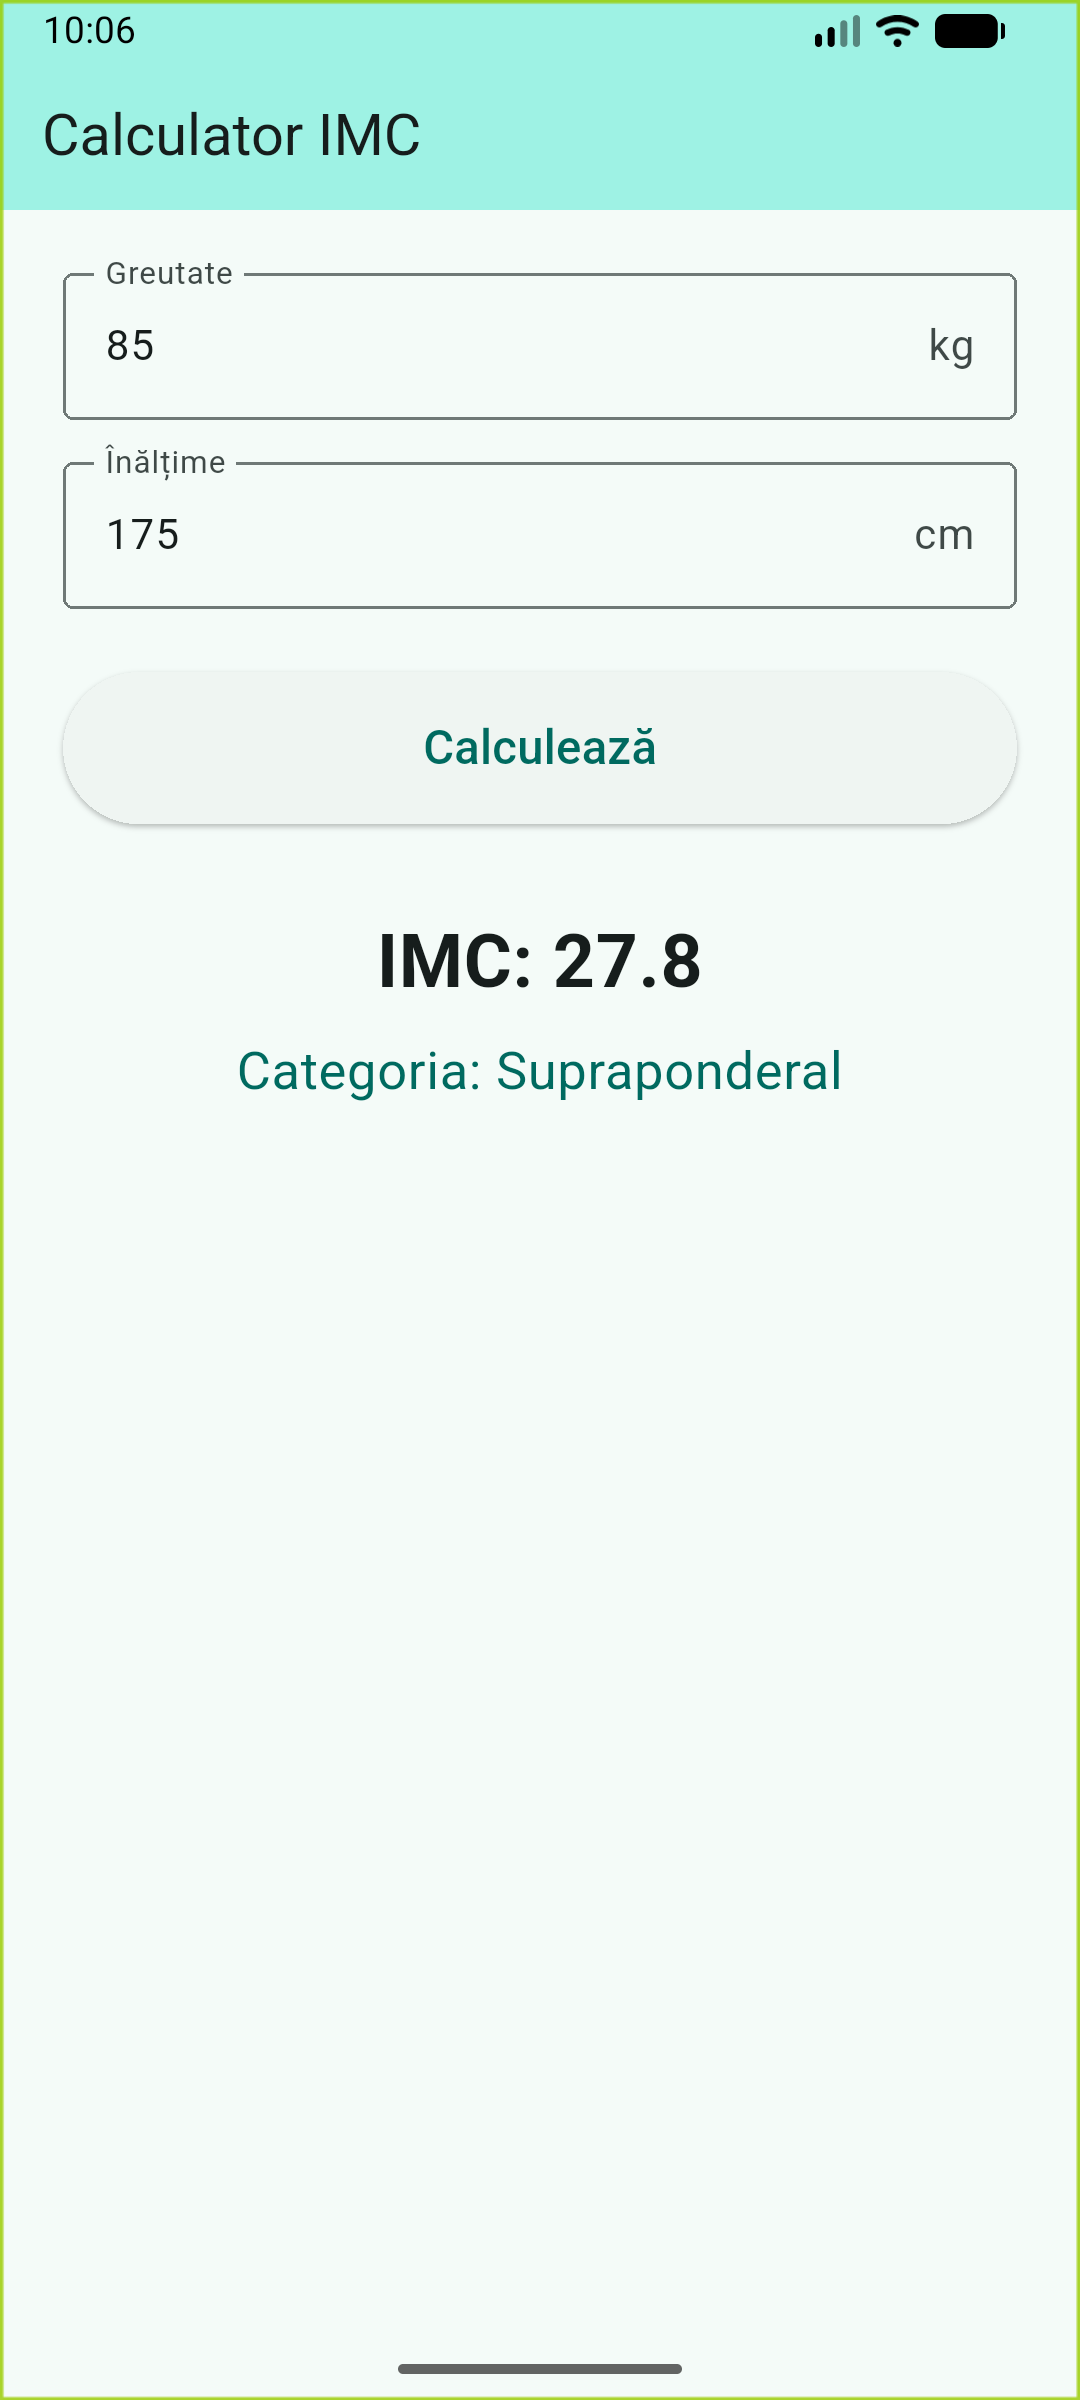 10:06
Calculator IMC
Greutate
85 kg
Înălțime
175 cm
Calculează
IMC: 27.8
Categoria: Supraponderal